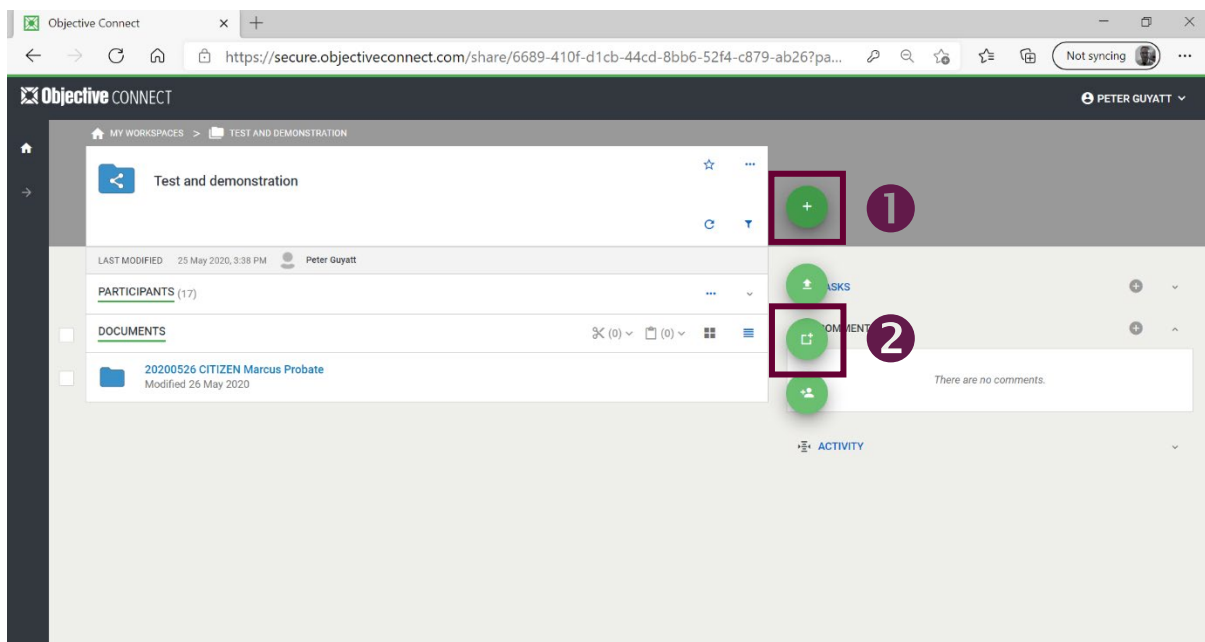 Objective Connect
https://secure.objectiveconnect.com/share/6689-410f-d1cb-44cd-8bb6-52f4-c879-ab26?pa...
Not syncing
Objective CONNECT
PETER GUYATT
MY WORKSPACES > TEST AND DEMONSTRATION
Test and demonstration
1
LAST MODIFIED 25 May 2020, 3:38 PM Peter Guyatt
PARTICIPANTS (17)
ASKS
DOCUMENTS
(0) (0)
OMMENT
2
20200526 CITIZEN Marcus Probate
Modified 26 May 2020
There are no comments.
ACTIVITY